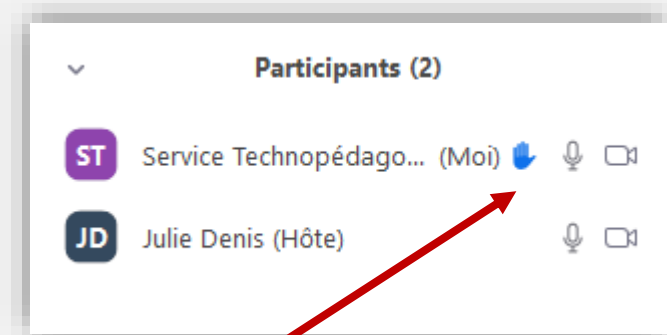 Participants (2)
ST Service Technopédago... (Moi)
JD Julie Denis (Hôte)